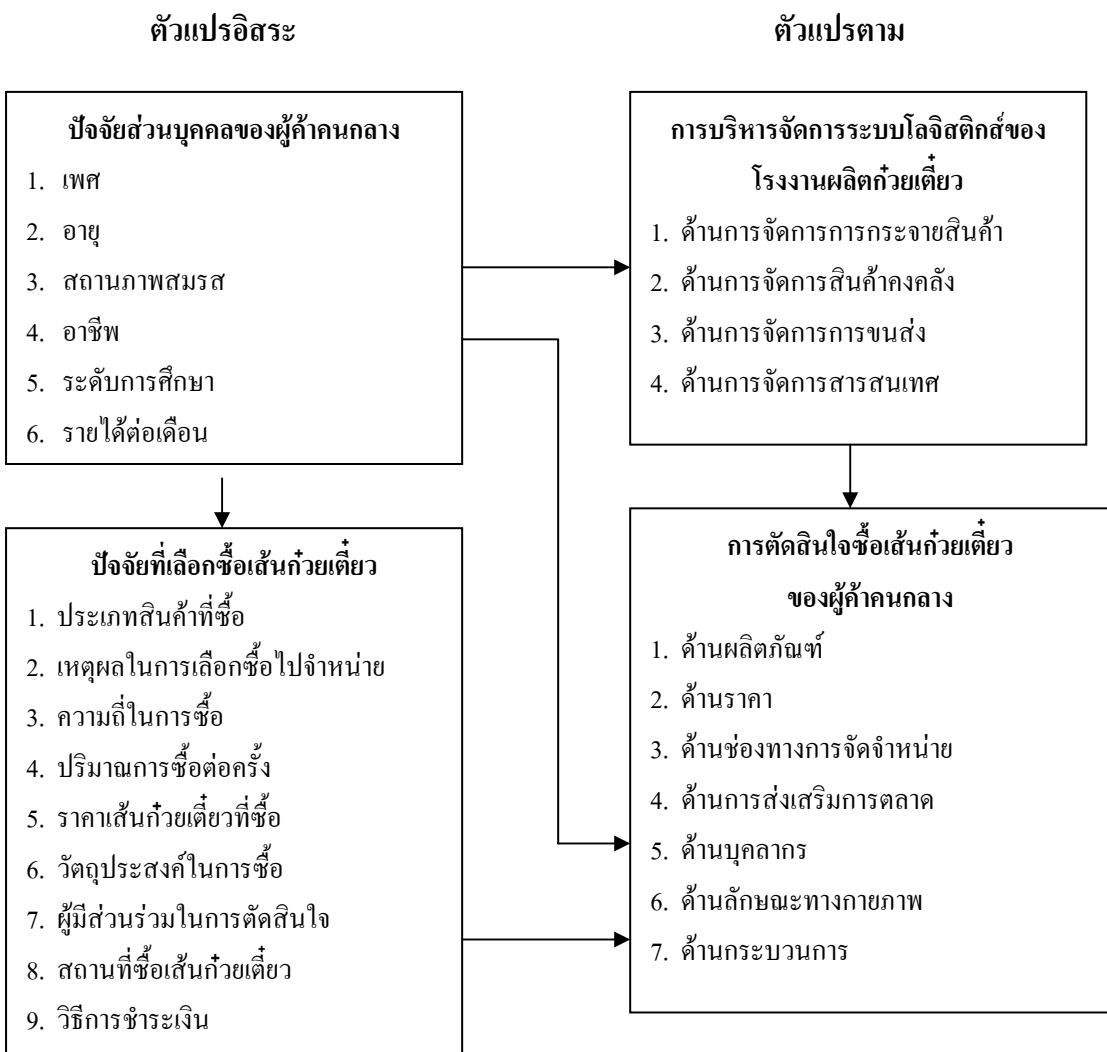 ตัวแปรอิสระ
ตัวแปรตาม
ปัจจัยส่วนบุคคลของผู้ค้าคนกลาง
1. เพศ
2. อายุ
3. สถานภาพสมรส
4. อาชีพ
5. ระดับการศึกษา
6. รายได้ต่อเดือน
การบริหารจัดการระบบโลจิสติกส์ของ
โรงงานผลิตก๋วยเตี๋ยว
1. ด้านการจัดการการกระจายสินค้า
2. ด้านการจัดการสินค้าคงคลัง
3. ด้านการจัดการการขนส่ง
4. ด้านการจัดการสารสนเทศ
ปัจจัยที่เลือกซื้อเส้นก๋วยเตี๋ยว
1. ประเภทสินค้าที่ซื้อ
2. เหตุผลในการเลือกซื้อไปจำหน่าย
3. ความถี่ในการซื้อ
4. ปริมาณการซื้อต่อครั้ง
5. ราคาเส้นก๋วยเตี๋ยวที่ซื้อ
6. วัตถุประสงค์ในการซื้อ
7. ผู้มีส่วนร่วมในการตัดสินใจ
8. สถานที่ซื้อเส้นก๋วยเตี๋ยว
9. วิธีการชำระเงิน
การตัดสินใจซื้อเส้นก๋วยเตี๋ยว
ของผู้ค้าคนกลาง
1. ด้านผลิตภัณฑ์
2. ด้านราคา
3. ด้านช่องทางการจัดจำหน่าย
4. ด้านการส่งเสริมการตลาด
5. ด้านบุคลากร
6. ด้านลักษณะทางกายภาพ
7. ด้านกระบวนการ